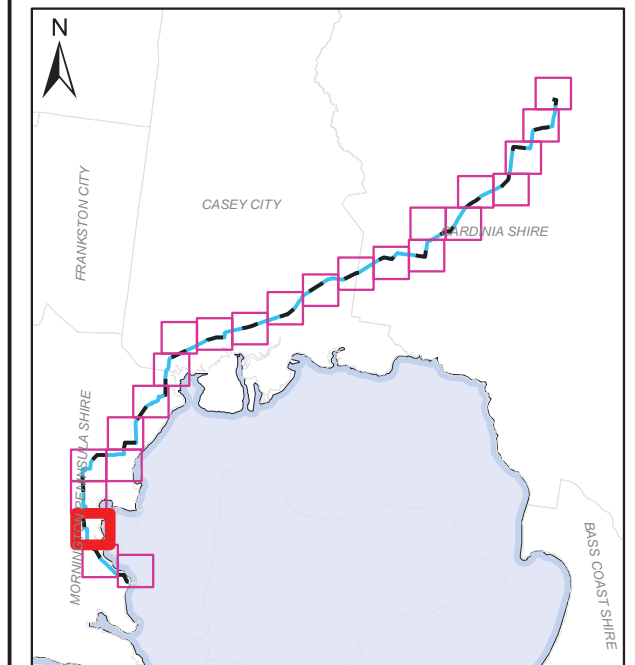 N
CASEY CITY
FRANKSTON CITY
CARDINIA SHIRE
MORNINGTON PENINSULA SHIRE
BASS COAST SHIRE